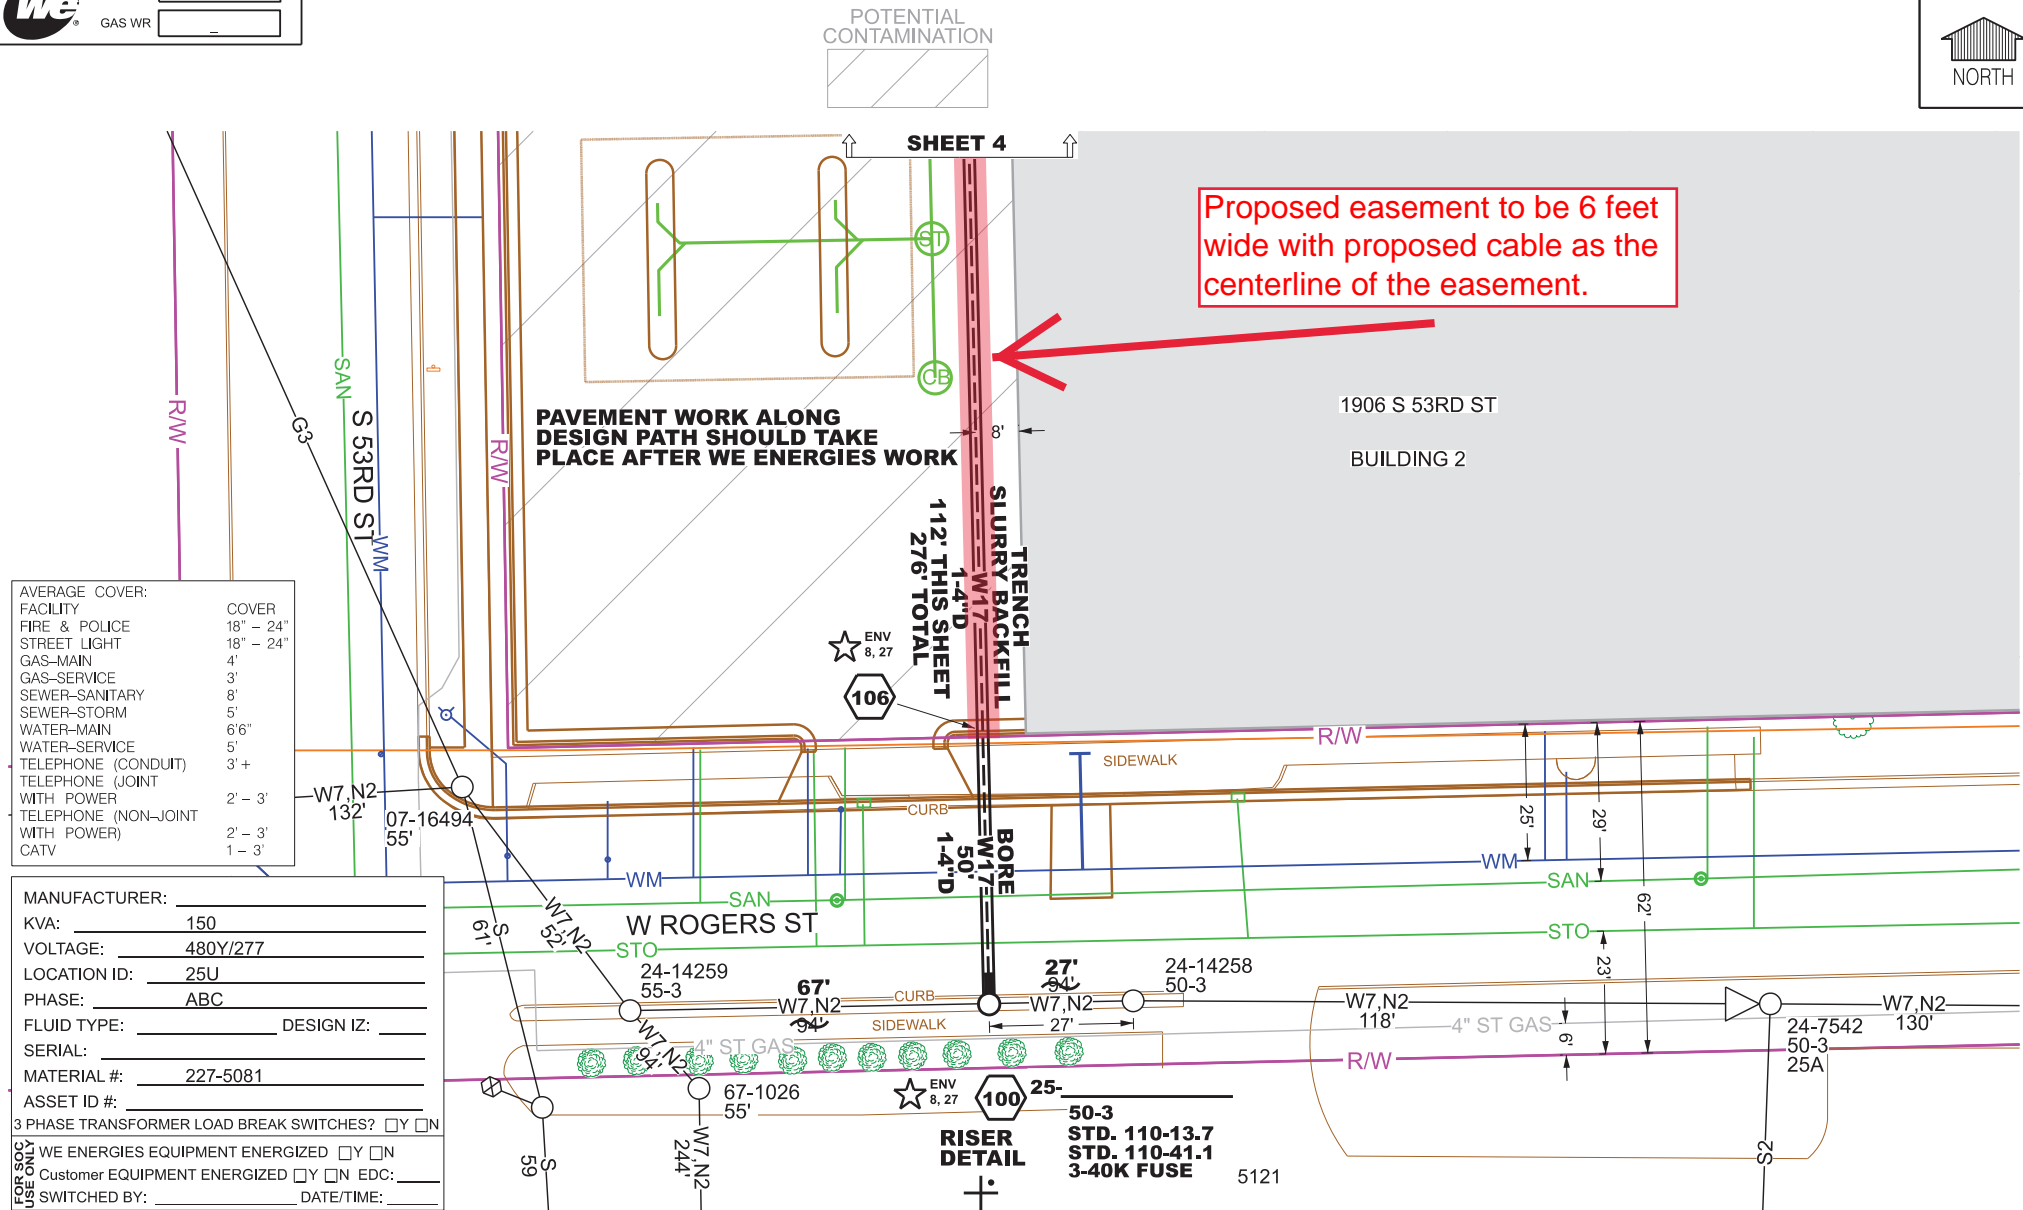 We
GAS WR
POTENTIAL
CONTAMINATION
NORTH
SHEET 4
Proposed easement to be 6 feet
wide with proposed cable as the
centerline of the easement.
1906 S 53RD ST
BUILDING 2
PAVEMENT WORK ALONG
DESIGN PATH SHOULD TAKE
PLACE AFTER WE ENERGIES WORK
8'
ST
CB
R/W
SAN
G3
S 53RD ST
WM
R/W
TRENCH
SLURRY BACKFILL
W17
1-4"D
112' THIS SHEET
276' TOTAL
ENV
8, 27
106
AVERAGE COVER:
FACILITY COVER
FIRE & POLICE 18" – 24"
STREET LIGHT 18" – 24"
GAS–MAIN 4'
GAS–SERVICE 3'
SEWER–SANITARY 8'
SEWER–STORM 5'
WATER–MAIN 6'6"
WATER–SERVICE 5'
TELEPHONE (CONDUIT) 3'+
TELEPHONE (JOINT
WITH POWER 2' – 3'
TELEPHONE (NON–JOINT
WITH POWER) 2' – 3'
CATV 1 – 3'
W7,N2
132'
07-16494
55'
R/W
SIDEWALK
CURB
25'
29'
62'
23'
6'
BORE
W17
50'
1-4"D
WM
WM
SAN
SAN
W ROGERS ST
STO
STO
S
67'
W7,N2
52'
24-14259
55-3
67'
W7,N2
94'
CURB
SIDEWALK
27'
94'
W7,N2
27'
24-14258
50-3
W7,N2
118'
4" ST GAS
W7,N2
130'
24-7542
50-3
25A
4" ST GAS
W7,N2
94'
R/W
67-1026
55'
W7,N2
244'
S
59
S2
ENV
8, 27
100
25-
50-3
STD. 110-13.7
STD. 110-41.1
3-40K FUSE
RISER
DETAIL
5121
MANUFACTURER:
KVA: 150
VOLTAGE: 480Y/277
LOCATION ID: 25U
PHASE: ABC
FLUID TYPE: DESIGN IZ:
SERIAL:
MATERIAL #: 227-5081
ASSET ID #:
3 PHASE TRANSFORMER LOAD BREAK SWITCHES? □Y □N
FOR SOC
USE ONLY
WE ENERGIES EQUIPMENT ENERGIZED □Y □N
Customer EQUIPMENT ENERGIZED □Y □N EDC:
SWITCHED BY: DATE/TIME: